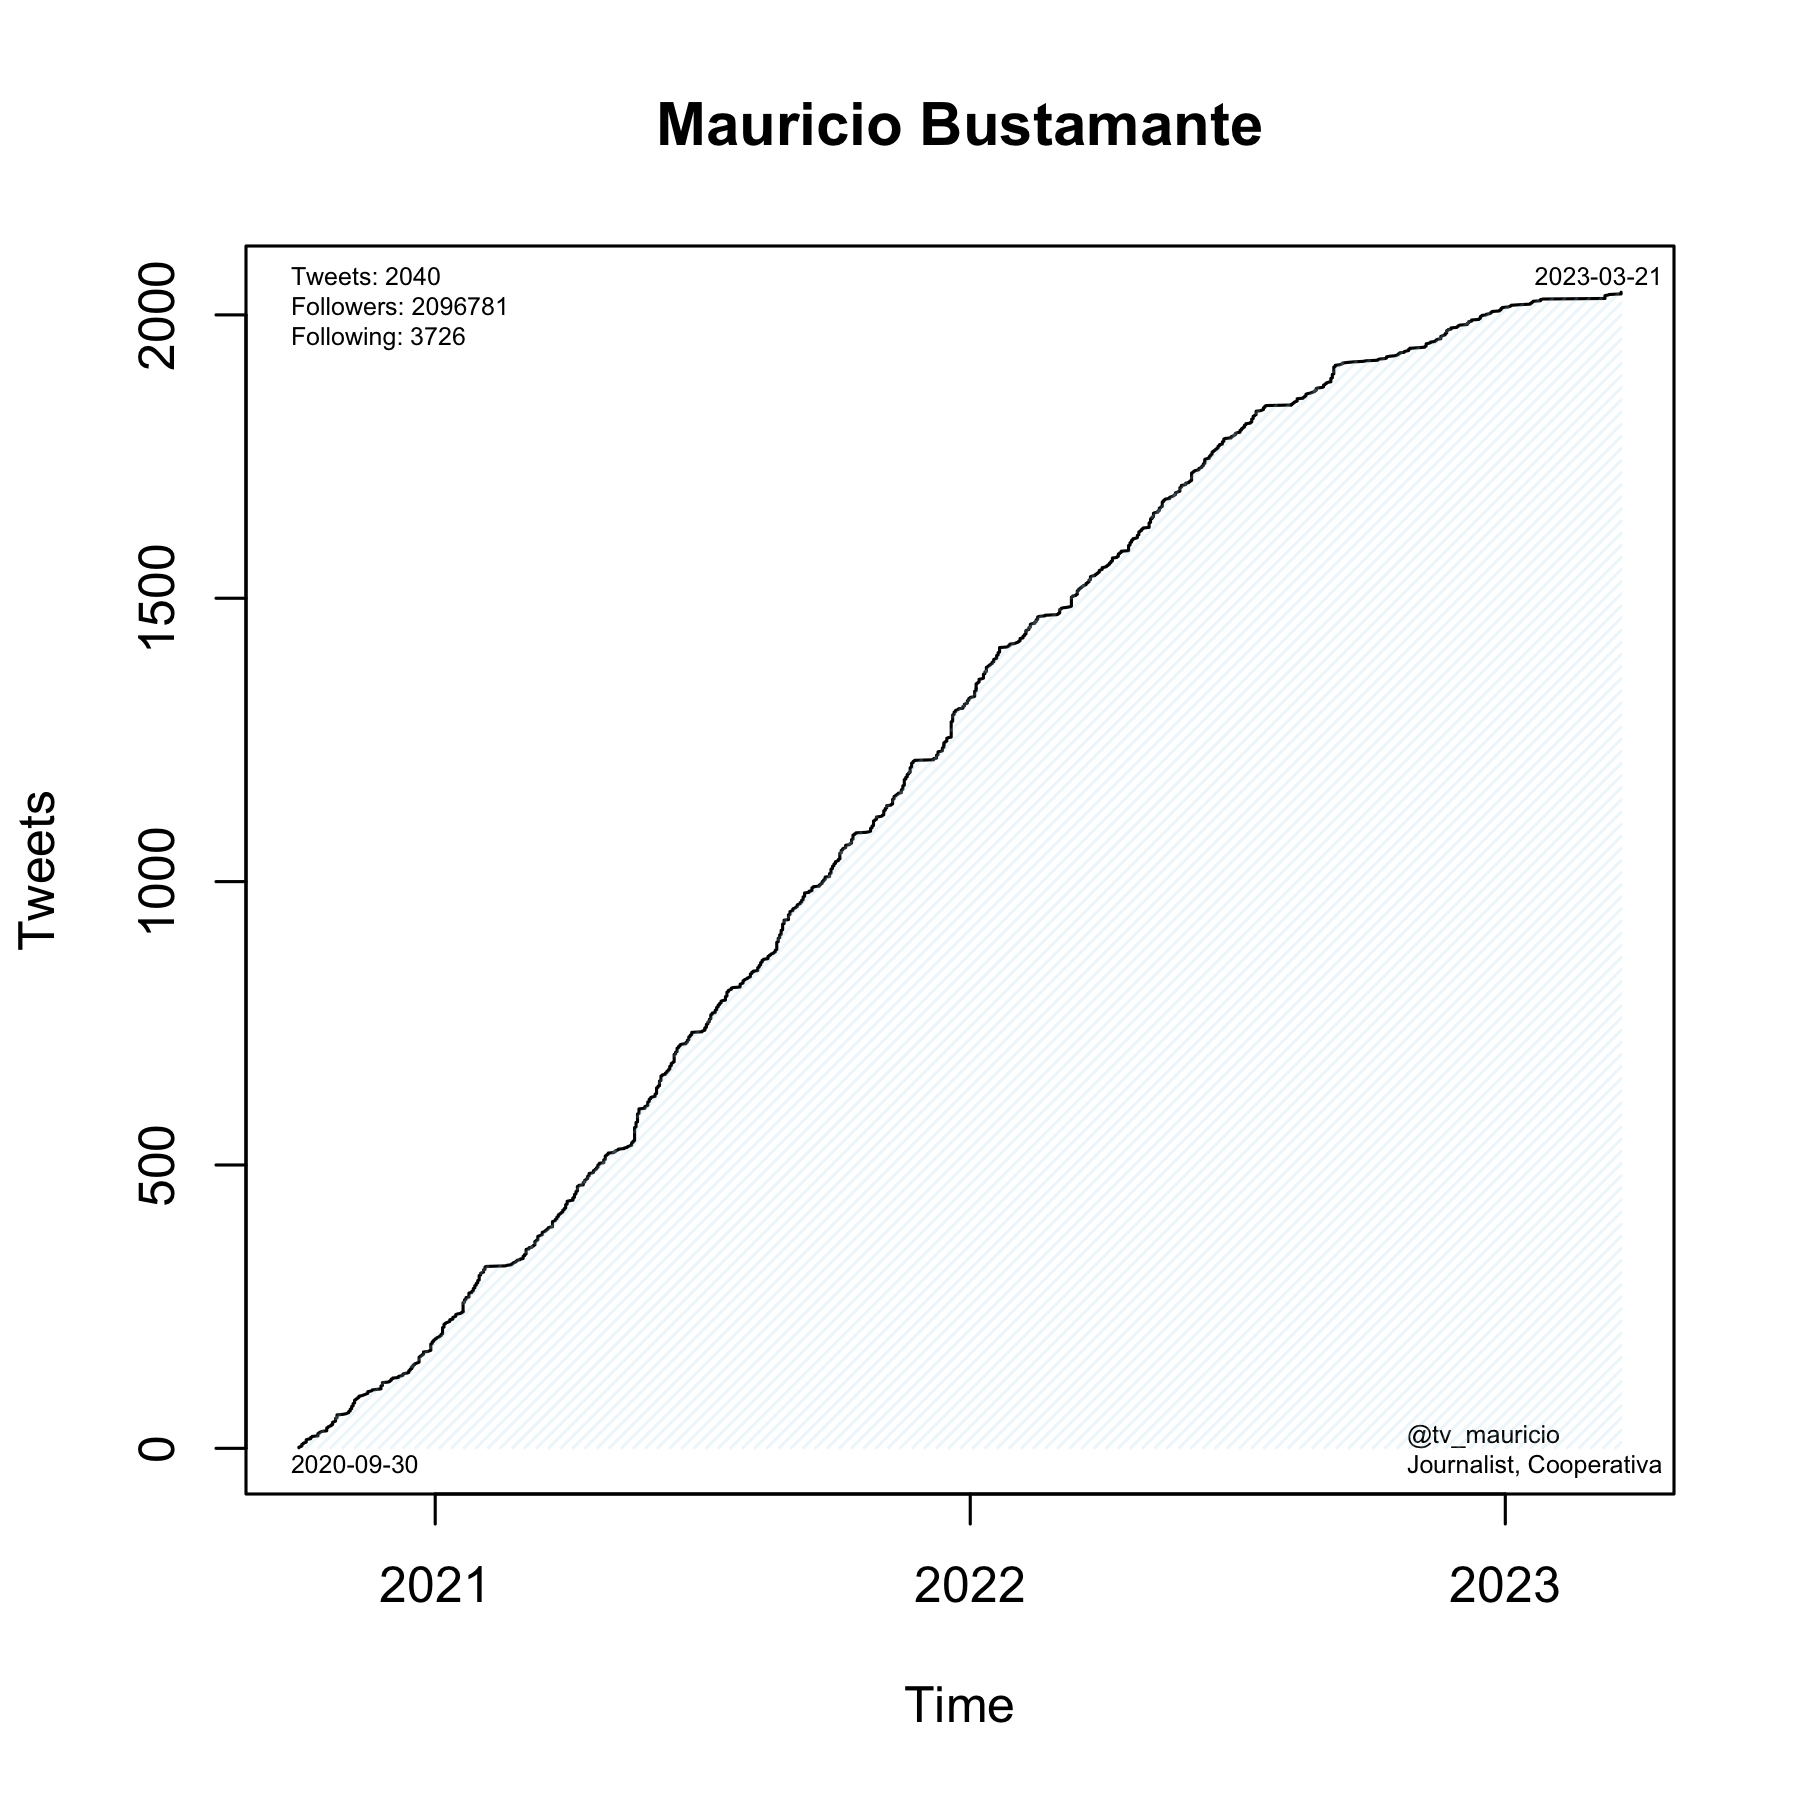 Mauricio Bustamante
Tweets: 2040
Followers: 2096781
Following: 3726
2023-03-21
2000
1500
1000
500
0
Tweets
2020-09-30
@tv_mauricio
Journalist, Cooperativa
2021
2022
2023
Time